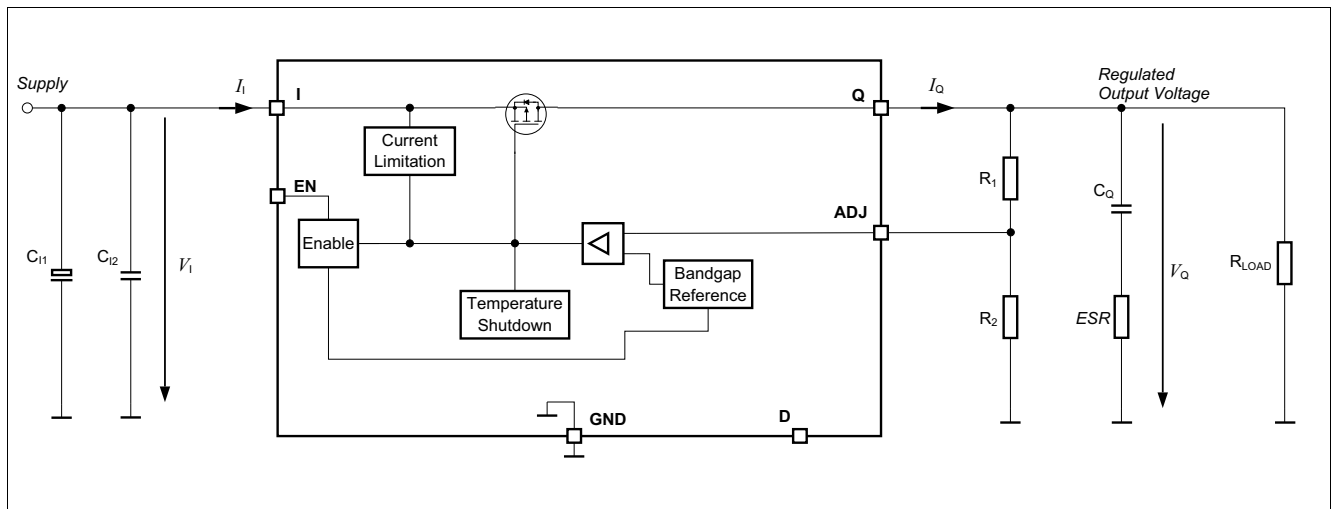 Supply
I_I
I
Q
I_Q
Regulated
Output Voltage
Current
Limitation
EN
Enable
ADJ
R_1
C_Q
C_I1
C_I2
V_I
Bandgap
Reference
Temperature
Shutdown
R_2
ESR
V_Q
R_LOAD
GND
D